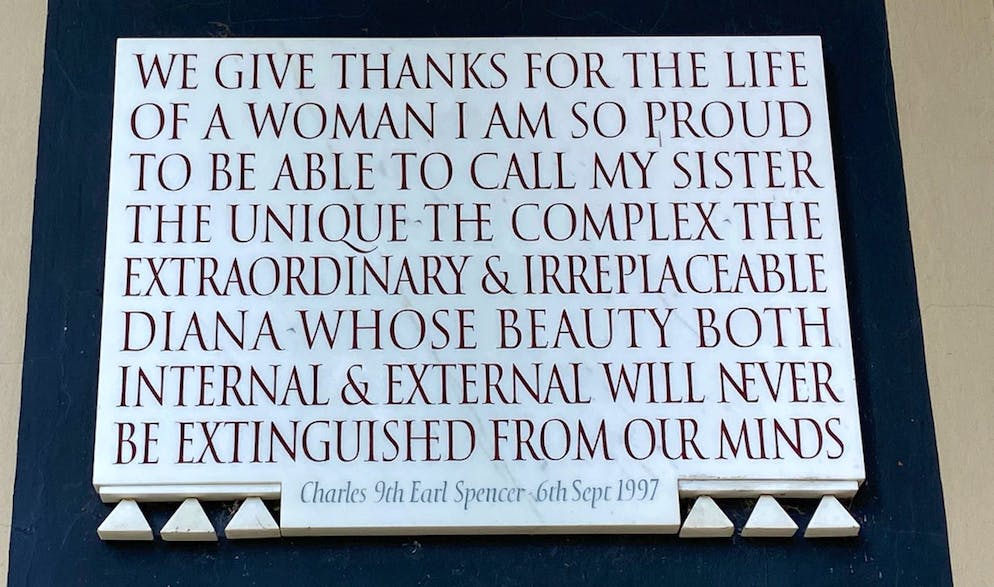 WE GIVE THANKS FOR THE LIFE
OF A WOMAN I AM SO PROUD
TO BE ABLE TO CALL MY SISTER
THE UNIQUE THE COMPLEX THE
EXTRAORDINARY & IRREPLACEABLE
DIANA WHOSE BEAUTY BOTH
INTERNAL & EXTERNAL WILL NEVER
BE EXTINGUISHED FROM OUR MINDS
Charles 9th Earl Spencer · 6th Sept 1997